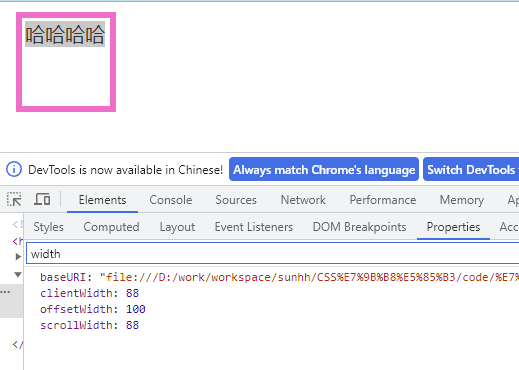 哈哈哈哈
DevTools is now available in Chinese! Always match Chrome's language Switch DevTools
Elements Console Sources Network Performance Memory
Styles Computed Layout Event Listeners DOM Breakpoints Properties Acc
width
baseURI: "file:///D:/work/workspace/sunhh/CSS%E7%9B%B8%E5%85%B3/code/%E7%
clientWidth: 88
offsetWidth: 100
scrollWidth: 88